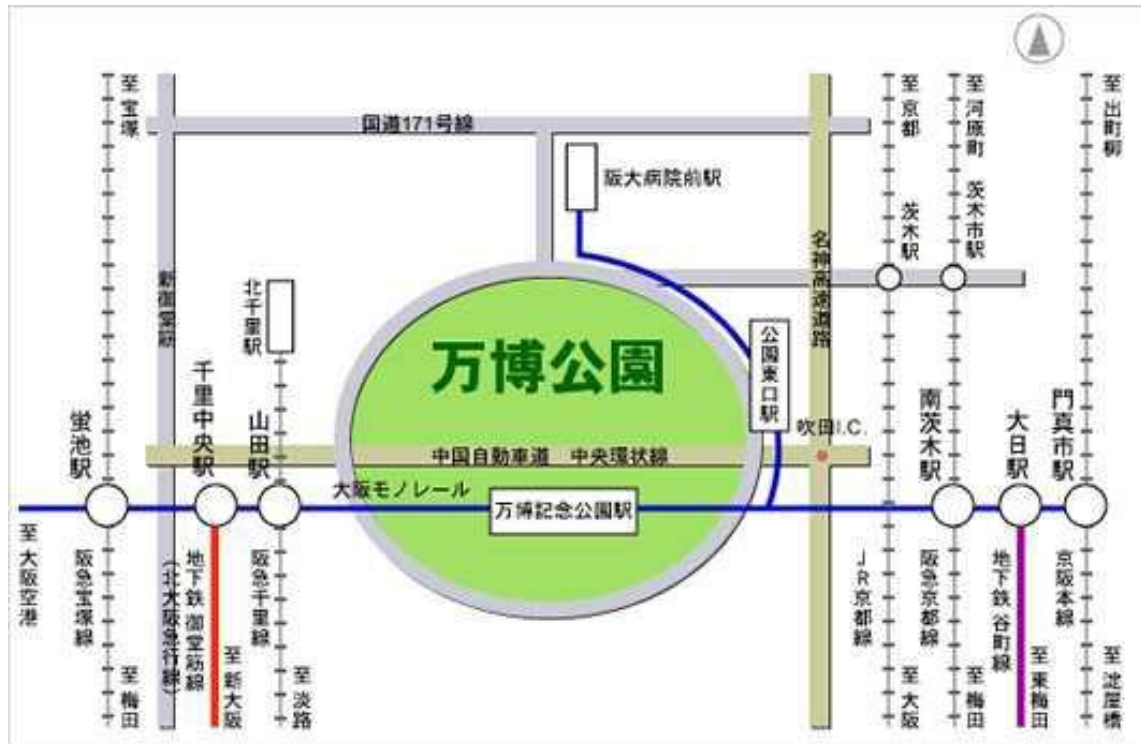 至 宝塚
国道171号線
阪大病院前駅
至 京都
至 河原町
至 出町柳
茨木駅
茨木市駅
新御堂筋
北千里駅
名神高速道路
万博公園
公園東口駅
蛍池駅
千里中央駅
山田駅
吹田I.C.
南茨木駅
大日駅
門真市駅
中国自動車道 中央環状線
大阪モノレール
万博記念公園駅
至 大阪空港
阪急宝塚線
地下鉄 御堂筋線
(北大阪急行線)
阪急千里線
JR京都線
阪急京都線
地下鉄 谷町線
京阪本線
至 梅田
至 新大阪
至 淡路
至 大阪
至 梅田
至 東梅田
至 淀屋橋